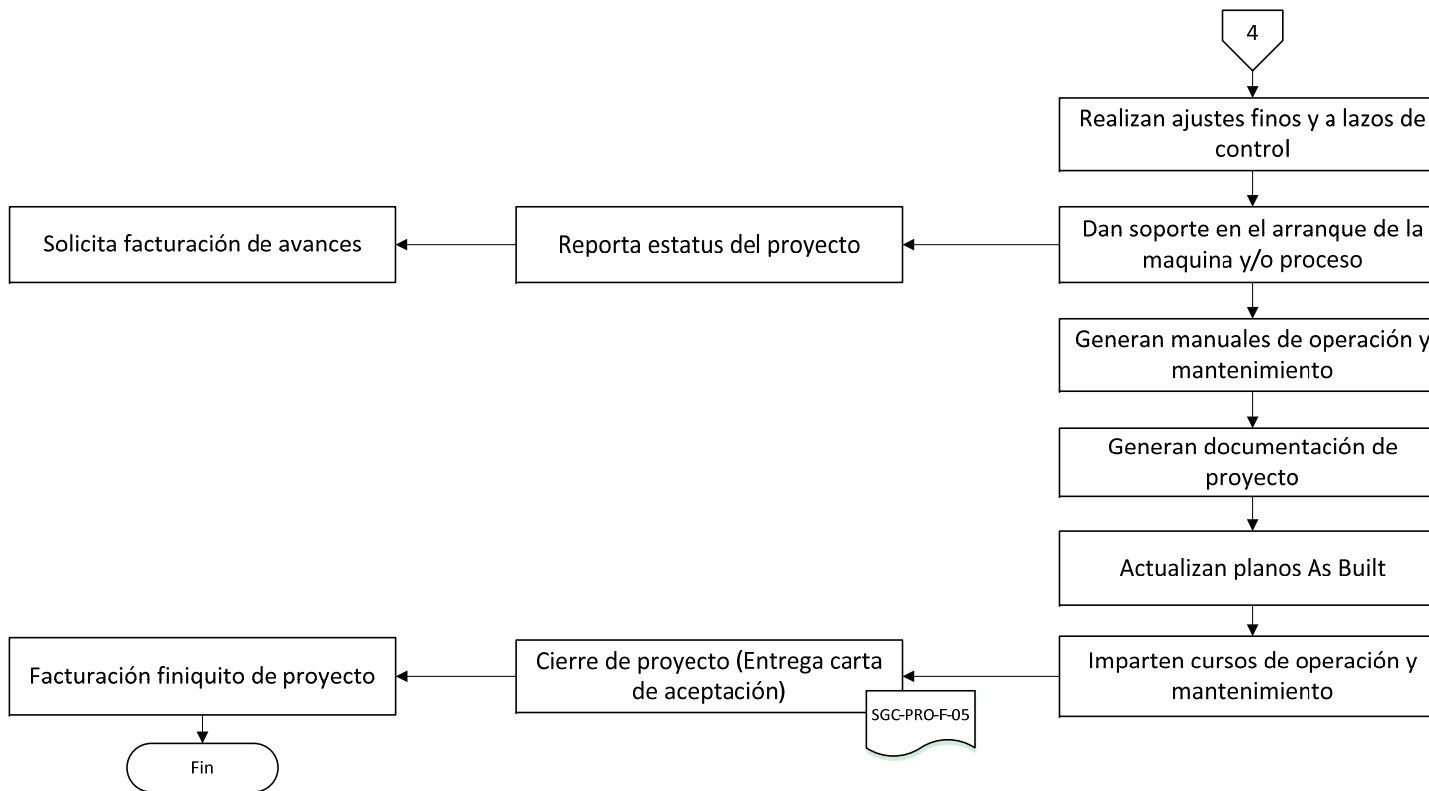 4
Realizan ajustes finos y a lazos de
control
Solicita facturación de avances
Reporta estatus del proyecto
Dan soporte en el arranque de la
maquina y/o proceso
Generan manuales de operación y
mantenimiento
Generan documentación de
proyecto
Actualizan planos As Built
Imparten cursos de operación y
mantenimiento
Cierre de proyecto (Entrega carta
de aceptación)
SGC-PRO-F-05
Facturación finiquito de proyecto
Fin